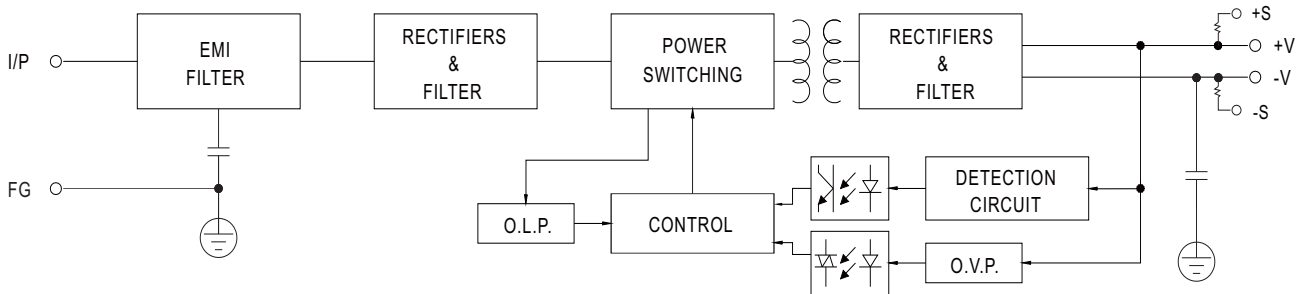 I/P
EMI
FILTER
RECTIFIERS
&
FILTER
POWER
SWITCHING
RECTIFIERS
&
FILTER
+S
+V
-V
-S
FG
O.L.P.
CONTROL
DETECTION
CIRCUIT
O.V.P.